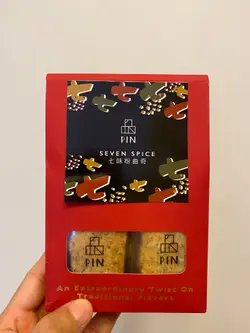 PIN
SEVEN SPICE
七味粉曲奇
PIN
PIN
An Extraordinary Twist On
Traditional Flavors